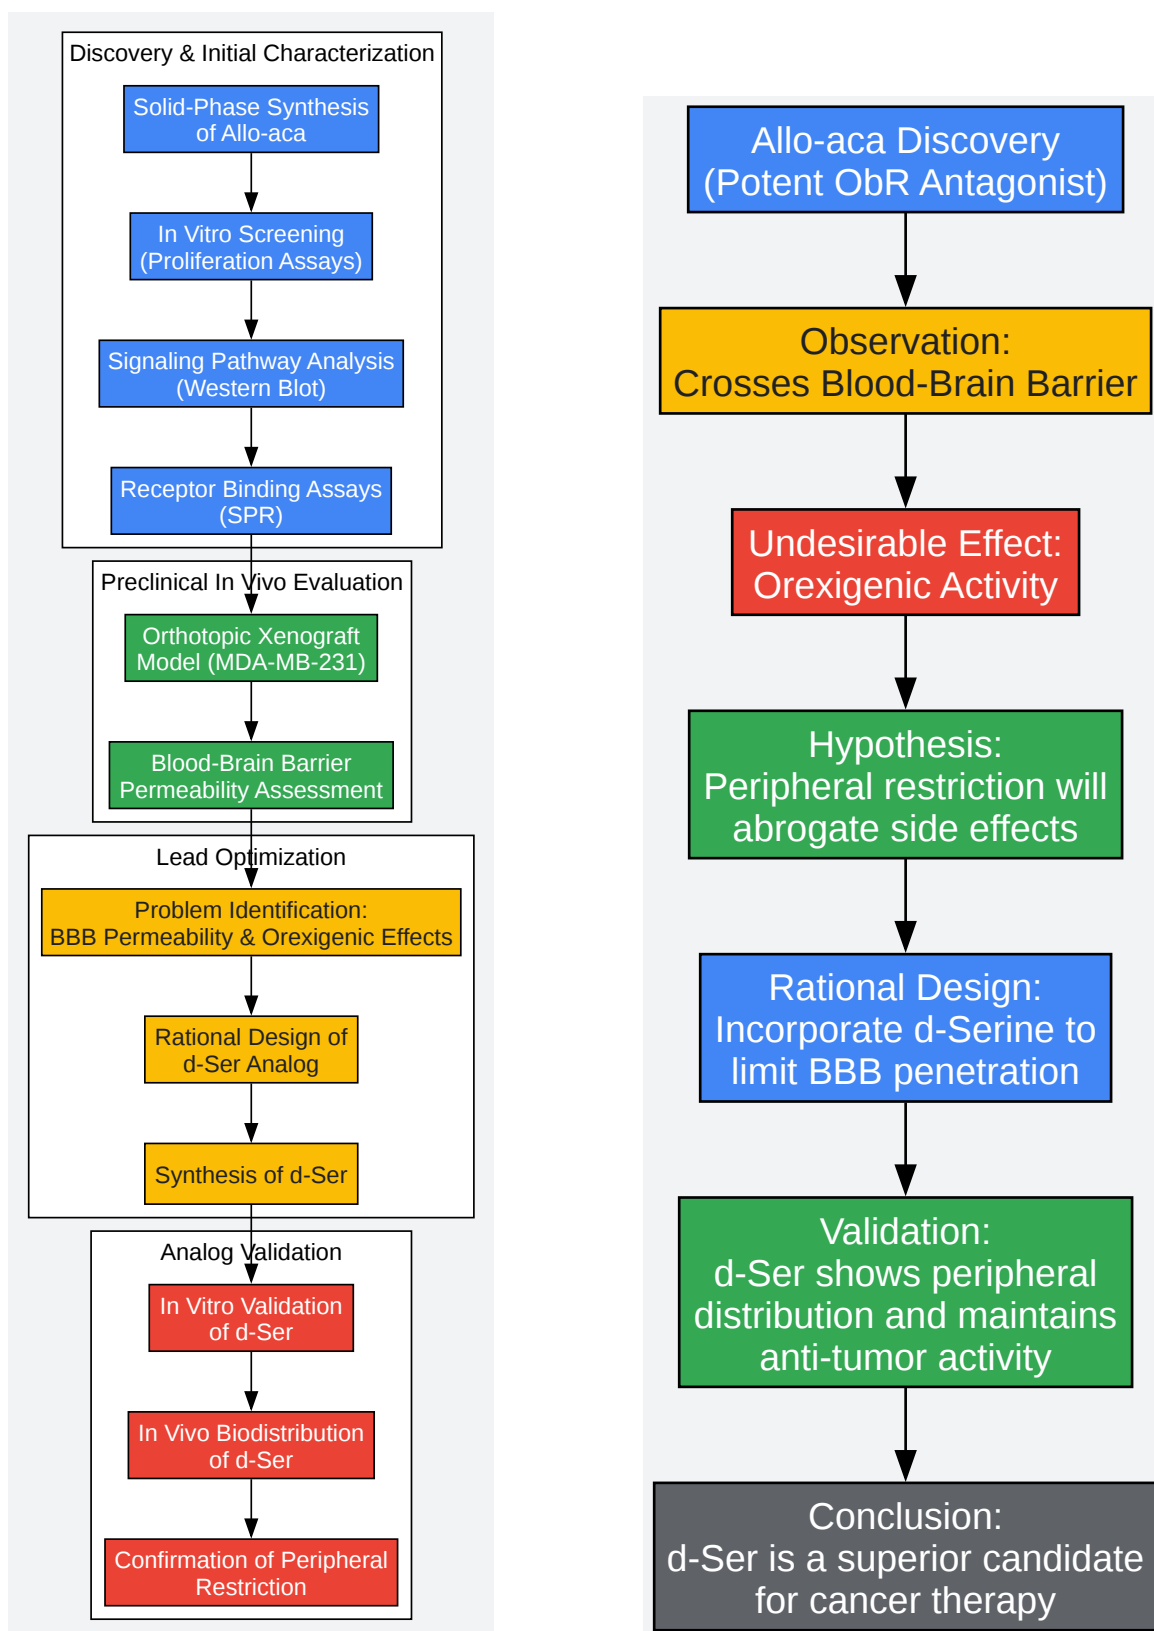 Discovery & Initial Characterization
Solid-Phase Synthesis
of Allo-aca
In Vitro Screening
(Proliferation Assays)
Signaling Pathway Analysis
(Western Blot)
Receptor Binding Assays
(SPR)
Preclinical In Vivo Evaluation
Orthotopic Xenograft
Model (MDA-MB-231)
Blood-Brain Barrier
Permeability Assessment
Lead Optimization
Problem Identification:
BBB Permeability & Orexigenic Effects
Rational Design of
d-Ser Analog
Synthesis of d-Ser
Analog Validation
In Vitro Validation
of d-Ser
In Vivo Biodistribution
of d-Ser
Confirmation of Peripheral
Restriction
Allo-aca Discovery
(Potent ObR Antagonist)
Observation:
Crosses Blood-Brain Barrier
Undesirable Effect:
Orexigenic Activity
Hypothesis:
Peripheral restriction will
abrogate side effects
Rational Design:
Incorporate d-Serine to
limit BBB penetration
Validation:
d-Ser shows peripheral
distribution and maintains
anti-tumor activity
Conclusion:
d-Ser is a superior candidate
for cancer therapy